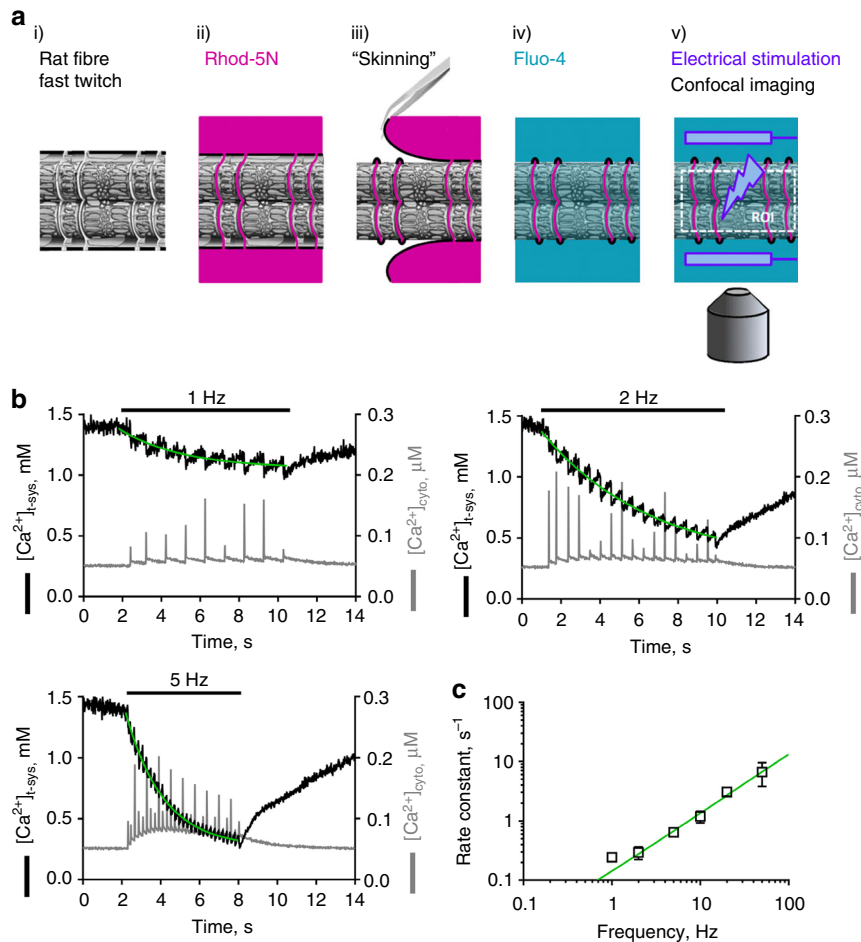 a
i)
ii)
iii)
iv)
v)
Rat fibre
fast twitch
Rhod-5N
“Skinning”
Fluo-4
Electrical stimulation
Confocal imaging
ROI
b
1 Hz
1.5
1.0
0.5
0.0
[Ca²⁺]t-sys, mM
0.3
0.2
0.1
0.0
[Ca²⁺]cyto, μM
0 2 4 6 8 10 12 14
Time, s
2 Hz
1.5
1.0
0.5
0.0
[Ca²⁺]t-sys, mM
0.3
0.2
0.1
0.0
[Ca²⁺]cyto, μM
0 2 4 6 8 10 12 14
Time, s
5 Hz
1.5
1.0
0.5
0.0
[Ca²⁺]t-sys, mM
0.3
0.2
0.1
0.0
[Ca²⁺]cyto, μM
0 2 4 6 8 10 12 14
Time, s
c
100
10
1
0.1
Rate constant, s⁻¹
0.1 1 10 100
Frequency, Hz